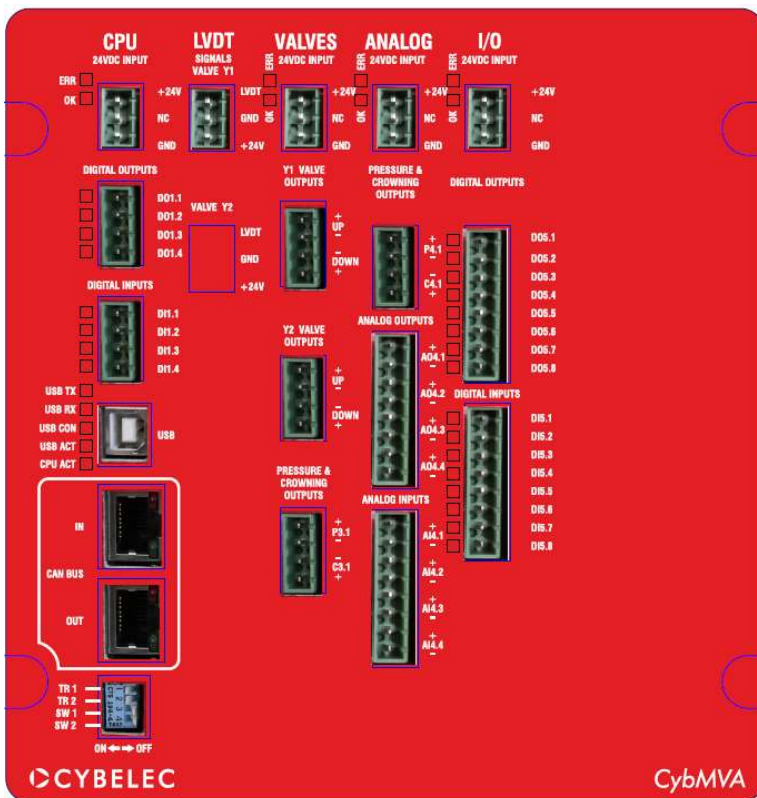 CPU
24VDC INPUT
ERR
OK
+24V
NC
GND
DIGITAL OUTPUTS
DO1.1
DO1.2
DO1.3
DO1.4
DIGITAL INPUTS
DI1.1
DI1.2
DI1.3
DI1.4
USB TX
USB RX
USB CON
USB ACT
CPU ACT
USB
IN
CAN BUS
OUT
TR 1
TR 2
SW 1
SW 2
1 2 3 4
ON OFF
LVDT
SIGNALS
VALVE Y1
LVDT
GND
+24V
VALVE Y2
LVDT
GND
+24V
VALVES
24VDC INPUT
ERR
OK
+24V
NC
GND
Y1 VALVE
OUTPUTS
+
UP
-
-
DOWN
+
Y2 VALVE
OUTPUTS
+
UP
-
-
DOWN
+
PRESSURE &
CROWNING
OUTPUTS
+
P3.1
-
-
C3.1
+
ANALOG
24VDC INPUT
ERR
OK
+24V
NC
GND
PRESSURE &
CROWNING
OUTPUTS
+
P4.1
-
-
C4.1
+
ANALOG OUTPUTS
+
AO4.1
-
+
AO4.2
-
+
AO4.3
-
+
AO4.4
-
ANALOG INPUTS
+
AI4.1
-
+
AI4.2
-
+
AI4.3
-
+
AI4.4
-
I/O
24VDC INPUT
ERR
OK
+24V
NC
GND
DIGITAL OUTPUTS
DO5.1
DO5.2
DO5.3
DO5.4
DO5.5
DO5.6
DO5.7
DO5.8
DIGITAL INPUTS
DI5.1
DI5.2
DI5.3
DI5.4
DI5.5
DI5.6
DI5.7
DI5.8
CYBELEC
CybMVA